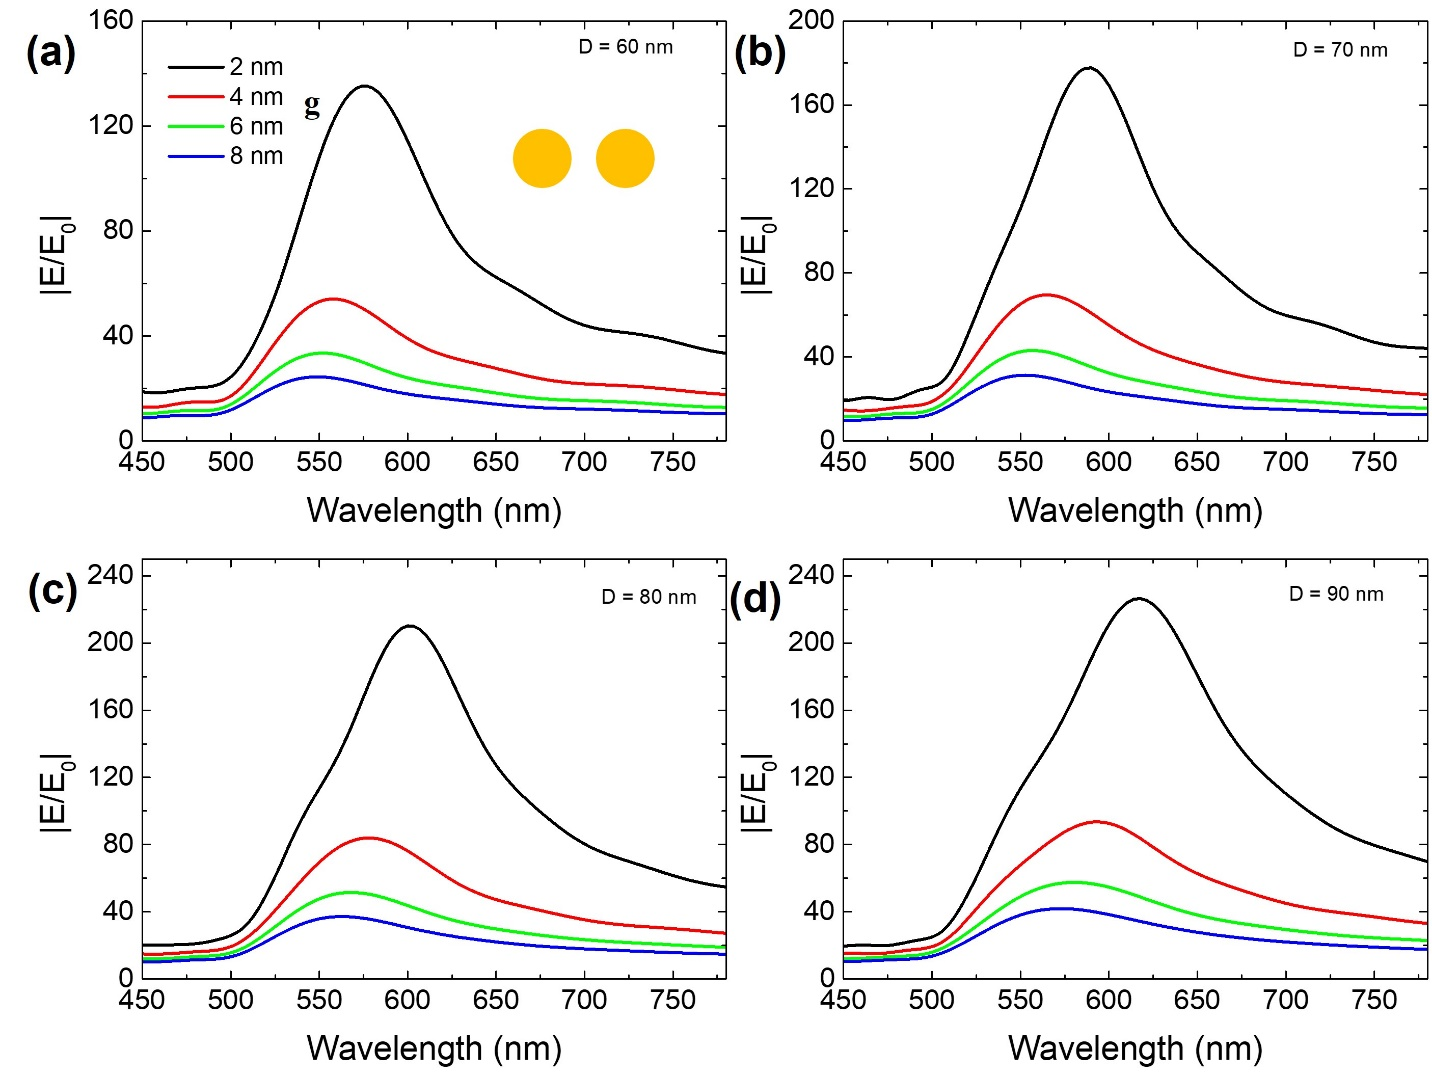 (a)
D = 60 nm
2 nm
4 nm
6 nm
8 nm
g
160
120
80
40
0
|E/E0|
450 500 550 600 650 700 750
Wavelength (nm)
(b)
D = 70 nm
200
160
120
80
40
0
|E/E0|
450 500 550 600 650 700 750
Wavelength (nm)
(c)
D = 80 nm
240
200
160
120
80
40
0
|E/E0|
450 500 550 600 650 700 750
Wavelength (nm)
(d)
D = 90 nm
240
200
160
120
80
40
0
|E/E0|
450 500 550 600 650 700 750
Wavelength (nm)